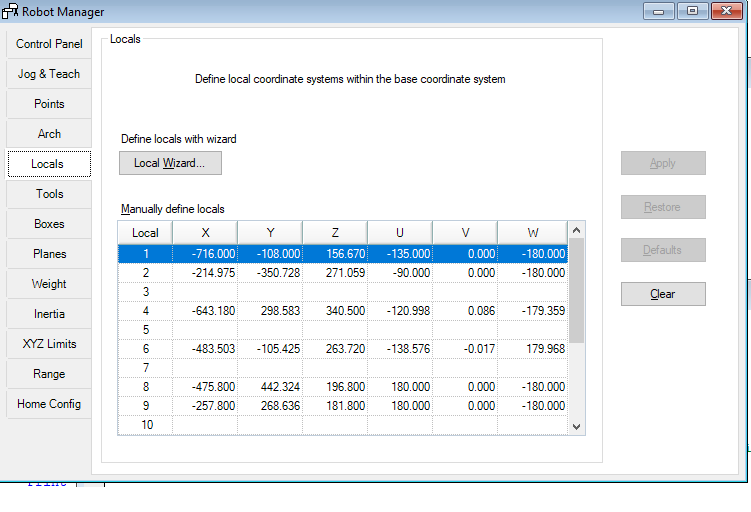 Robot Manager
Control Panel
Jog & Teach
Points
Arch
Locals
Tools
Boxes
Planes
Weight
Inertia
XYZ Limits
Range
Home Config
Locals
Define local coordinate systems within the base coordinate system
Define locals with wizard
Local Wizard...
Manually define locals
Local X Y Z U V W
1 -716.000 -108.000 156.670 -135.000 0.000 -180.000
2 -214.975 -350.728 271.059 -90.000 0.000 -180.000
3
4 -643.180 298.583 340.500 -120.998 0.086 -179.359
5
6 -483.503 -105.425 263.720 -138.576 -0.017 179.968
7
8 -475.800 442.324 196.800 180.000 0.000 -180.000
9 -257.800 268.636 181.800 180.000 0.000 -180.000
10
Apply
Restore
Defaults
Clear